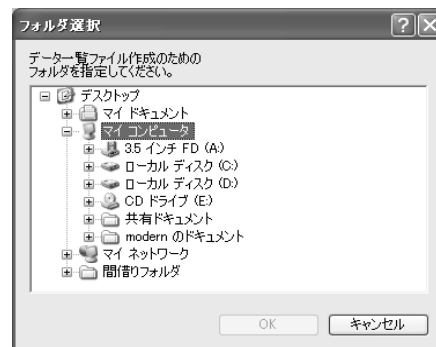 フォルダ選択
データ一覧ファイル作成のための
フォルダを指定してください。
デスクトップ
マイ ドキュメント
マイ コンピュータ
3.5 インチ FD (A:)
ローカル ディスク (C:)
ローカル ディスク (D:)
CD ドライブ (E:)
共有ドキュメント
modern のドキュメント
マイ ネットワーク
間借りフォルダ
OK
キャンセル